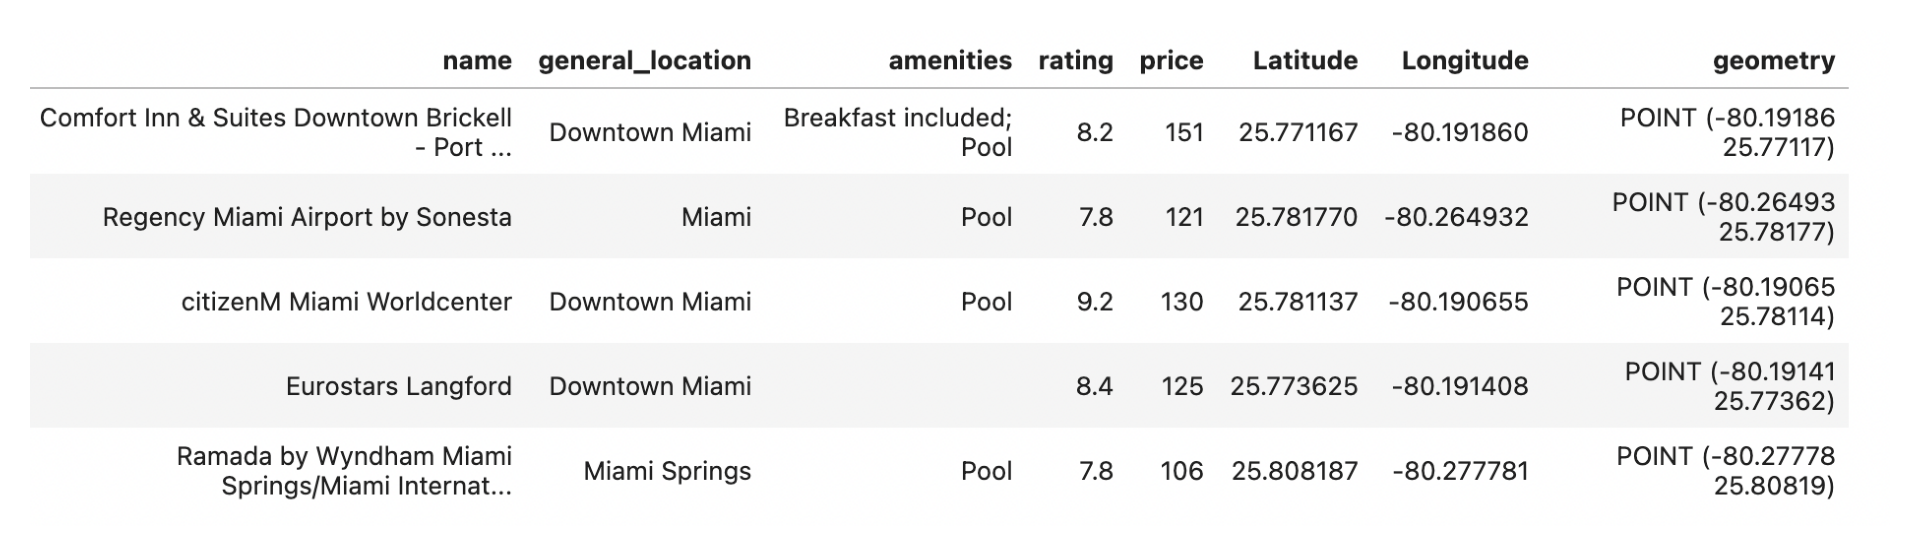 name general_location amenities rating price Latitude Longitude geometry
Comfort Inn & Suites Downtown Brickell - Port ... Downtown Miami Breakfast included; Pool 8.2 151 25.771167 -80.191860 POINT (-80.19186 25.77117)
Regency Miami Airport by Sonesta Miami Pool 7.8 121 25.781770 -80.264932 POINT (-80.26493 25.78177)
citizenM Miami Worldcenter Downtown Miami Pool 9.2 130 25.781137 -80.190655 POINT (-80.19065 25.78114)
Eurostars Langford Downtown Miami 8.4 125 25.773625 -80.191408 POINT (-80.19141 25.77362)
Ramada by Wyndham Miami Springs/Miami Internat... Miami Springs Pool 7.8 106 25.808187 -80.277781 POINT (-80.27778 25.80819)